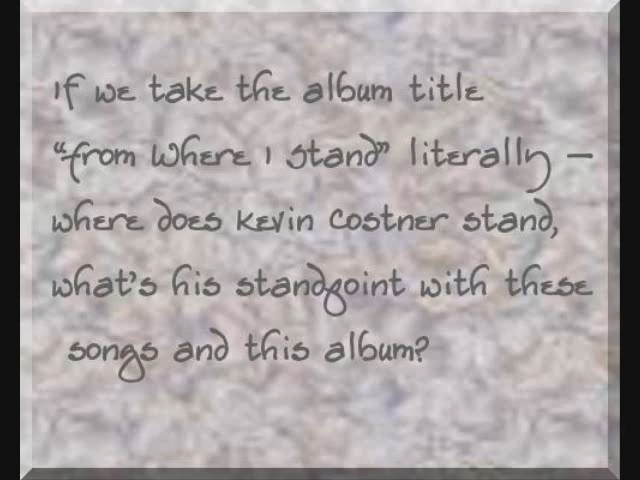 If we take the album title
“from where I stand” literally –
where does kevin costner stand,
what's his standpoint with these
songs and this album?